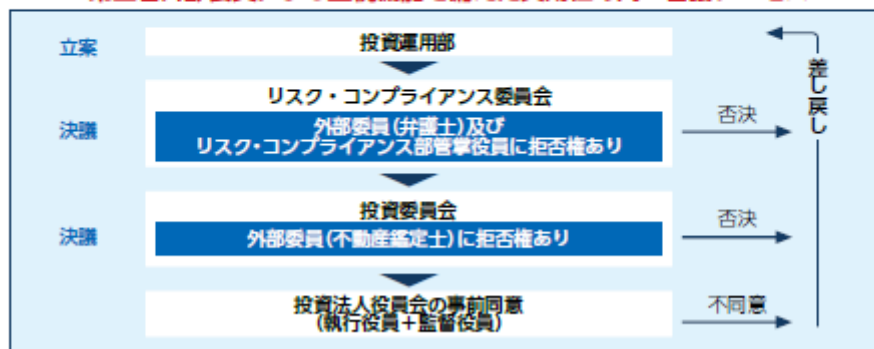 立案
投資運用部
リスク・コンプライアンス委員会
決議
外部委員(弁護士)及び
リスク・コンプライアンス部管掌役員に拒否権あり
否決
投資委員会
決議
外部委員(不動産鑑定士)に拒否権あり
否決
投資法人役員会の事前同意
(執行役員+監督役員)
不同意
差し戻し